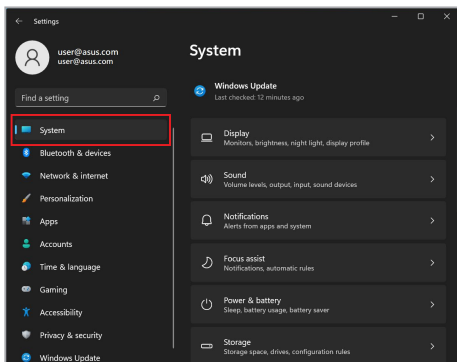 Settings
user@asus.com
user@asus.com
Find a setting
System
Bluetooth & devices
Network & internet
Personalization
Apps
Accounts
Time & language
Gaming
Accessibility
Privacy & security
Windows Update
System
Windows Update
Last checked: 12 minutes ago
Display
Monitors, brightness, night light, display profile
Sound
Volume levels, output, input, sound devices
Notifications
Alerts from apps and system
Focus assist
Notifications, automatic rules
Power & battery
Sleep, battery usage, battery saver
Storage
Storage space, drives, configuration rules